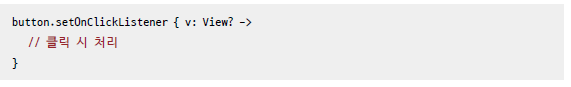 button.setOnClickListener { v: View? ->
// 클릭 시 처리
}